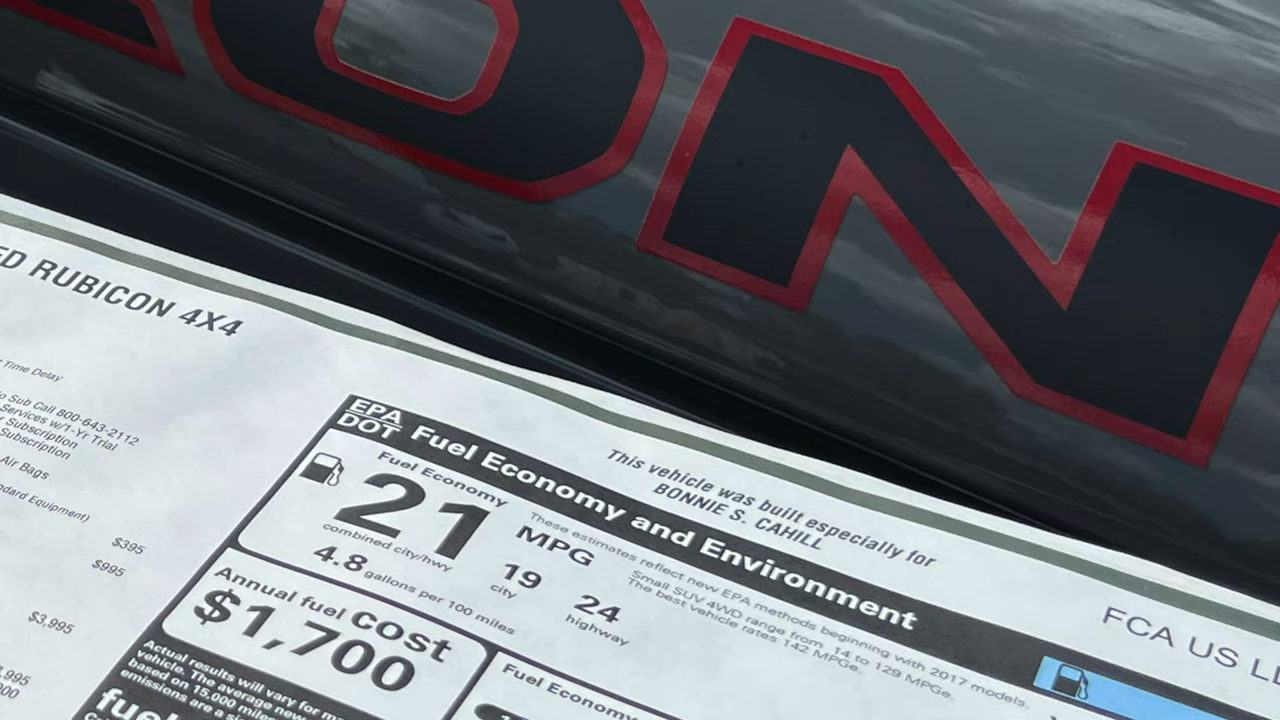 CON
ED RUBICON 4X4
Time Delay
Sub Call 800-643-2112
Services w/1-Yr Trial
Subscription
Subscription
Air Bags
Equipment)
$395
$995
$3,995
EPA
DOT
Fuel Economy and Environment
This vehicle was built especially for
BONNIE S. CAHILL
FCA US
Fuel Economy
21
MPG
combined city/hwy
19
city
24
highway
4.8 gallons per 100 miles
These estimates reflect new EPA methods beginning with 2017 models.
Small SUV 4WD range from 14 to 129 MPGe.
The best vehicle rates 142 MPGe.
Annual fuel cost
$1,700
Actual results will vary for
vehicle. The average new
based on 15,000 miles
emissions are a
fuel
Fuel Economy